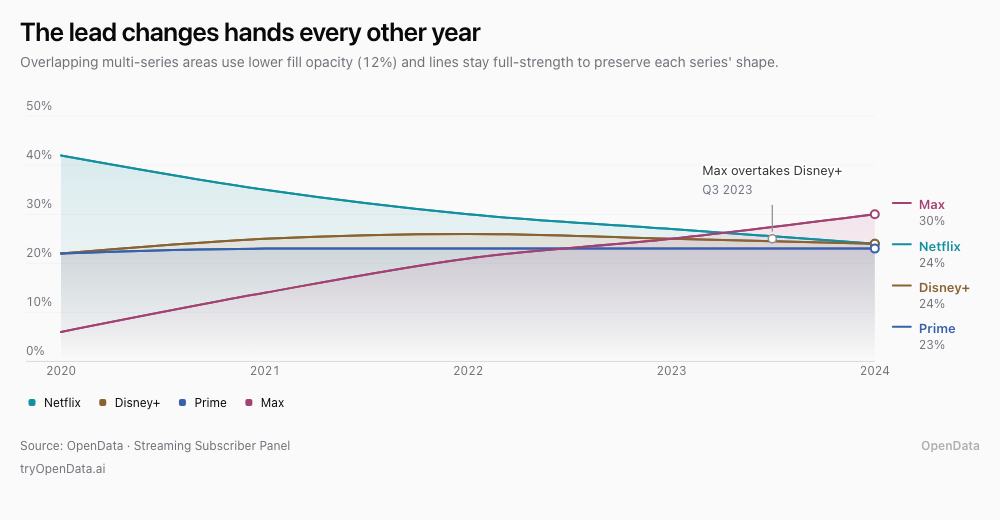 The lead changes hands every other year
Overlapping multi-series areas use lower fill opacity (12%) and lines stay full-strength to preserve each series' shape.
50%
40%
30%
20%
10%
0%
Max overtakes Disney+
Q3 2023
Max
30%
Netflix
24%
Disney+
24%
Prime
23%
2020 2021 2022 2023 2024
Netflix Disney+ Prime Max
Source: OpenData · Streaming Subscriber Panel
OpenData
tryOpenData.ai